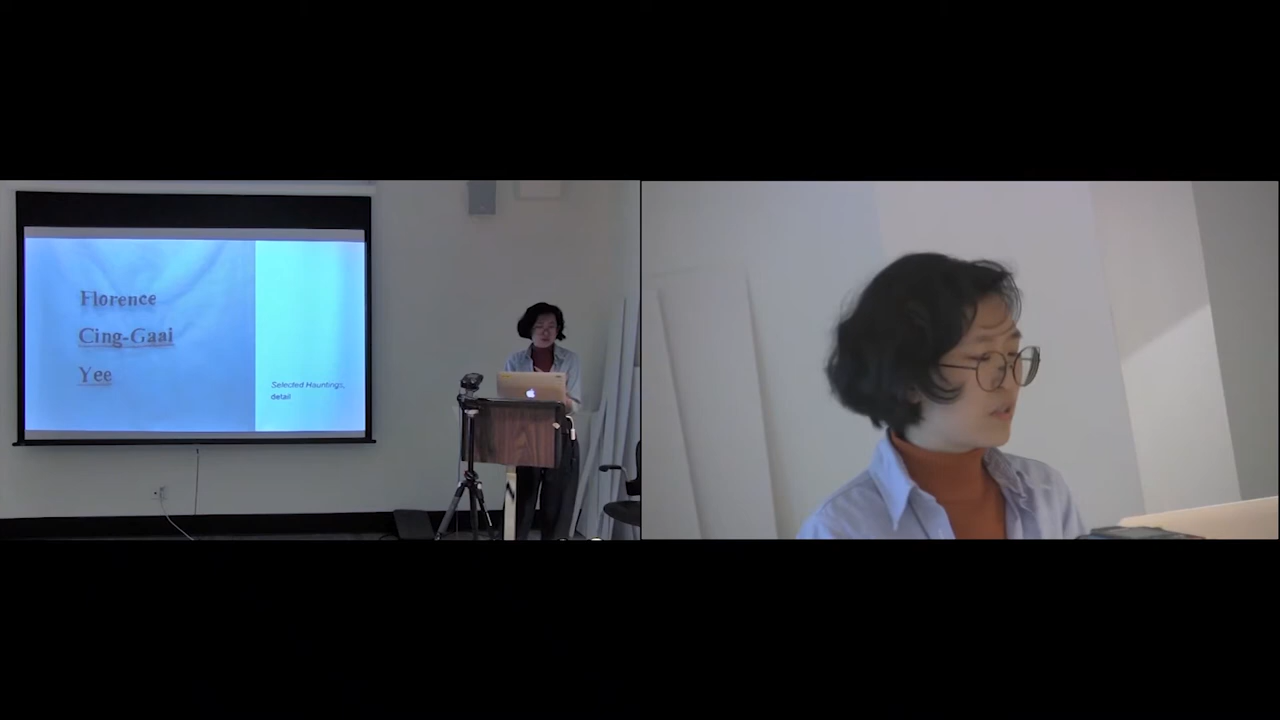 Florence
Cing-Gaai
Yee
Selected Hauntings,
detail